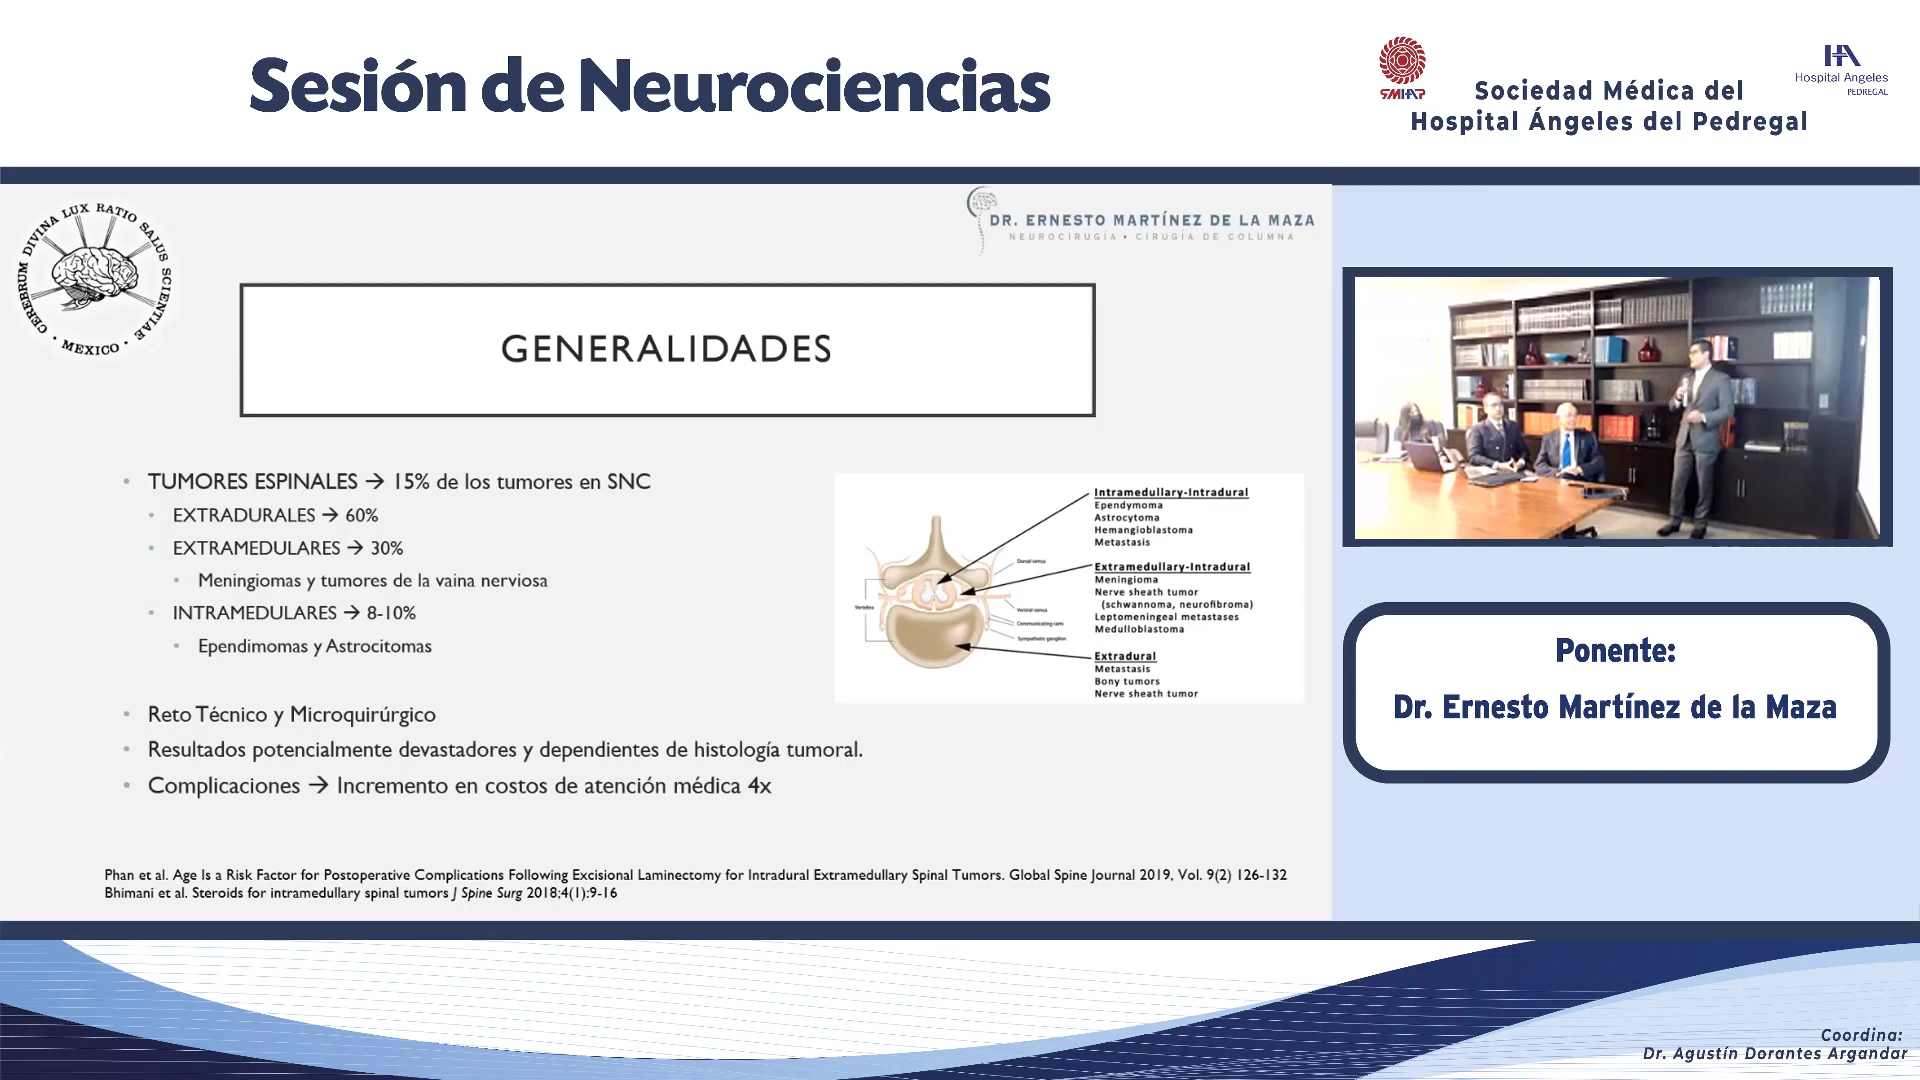 Sesión de Neurociencias
SMHAP
Sociedad Médica del
Hospital Ángeles del Pedregal
HA
Hospital Angeles
PEDREGAL
CEREBRUM DIVINA LUX RATIO SALUS SCIENTIAE
• MEXICO •
DR. ERNESTO MARTÍNEZ DE LA MAZA
NEUROCIRUGÍA • CIRUGÍA DE COLUMNA
GENERALIDADES
• TUMORES ESPINALES → 15% de los tumores en SNC
• EXTRADURALES → 60%
• EXTRAMEDULARES → 30%
• Meningiomas y tumores de la vaina nerviosa
• INTRAMEDULARES → 8-10%
• Ependimomas y Astrocitomas
• Reto Técnico y Microquirúrgico
• Resultados potencialmente devastadores y dependientes de histología tumoral.
• Complicaciones → Incremento en costos de atención médica 4x
Intramedullary-Intradural
Ependymoma
Astrocytoma
Hemangioblastoma
Metastasis
Extramedullary-Intradural
Meningioma
Nerve sheath tumor
(schwannoma, neurofibroma)
Leptomeningeal metastases
Medulloblastoma
Extradural
Metastasis
Bony tumors
Nerve sheath tumor
Dorsal ramus
Vertebra
Ventral ramus
Communicating rami
Sympathetic ganglion
Phan et al. Age Is a Risk Factor for Postoperative Complications Following Excisional Laminectomy for Intradural Extramedullary Spinal Tumors. Global Spine Journal 2019, Vol. 9(2) 126-132
Bhimani et al. Steroids for intramedullary spinal tumors J Spine Surg 2018;4(1):9-16
Ponente:
Dr. Ernesto Martínez de la Maza
Coordina:
Dr. Agustín Dorantes Argandar